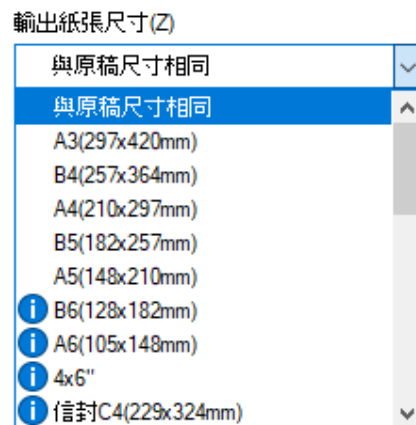 輸出紙張尺寸(Z)
與原稿尺寸相同
與原稿尺寸相同
A3(297x420mm)
B4(257x364mm)
A4(210x297mm)
B5(182x257mm)
A5(148x210mm)
B6(128x182mm)
A6(105x148mm)
4x6"
信封C4(229x324mm)